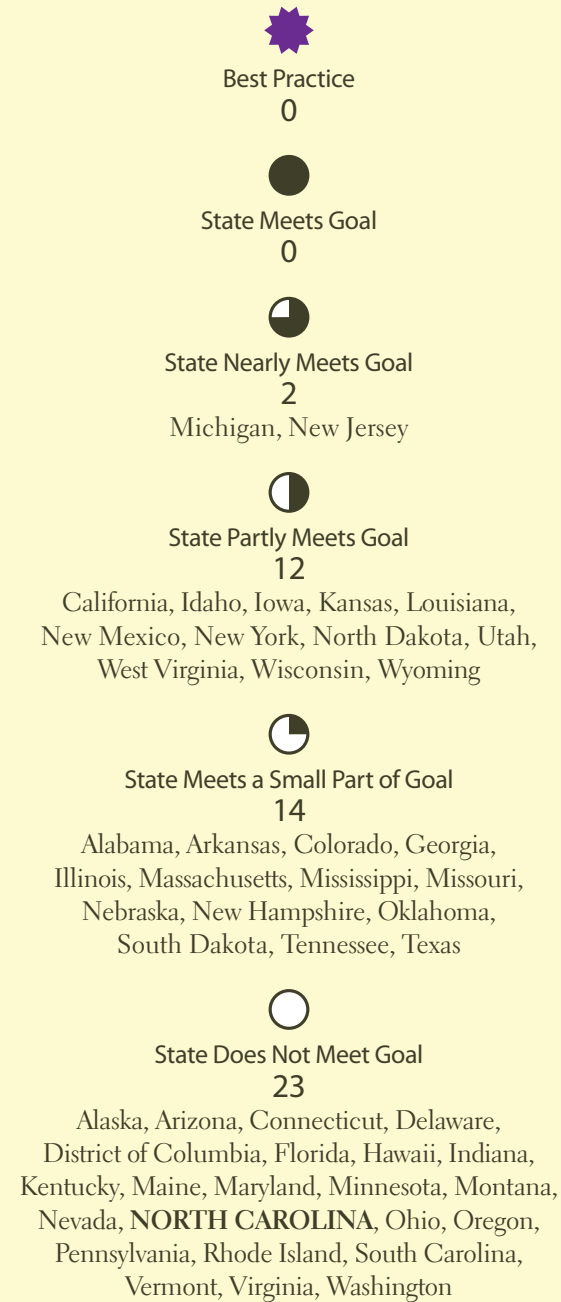 Best Practice
0
State Meets Goal
0
State Nearly Meets Goal
2
Michigan, New Jersey
State Partly Meets Goal
12
California, Idaho, Iowa, Kansas, Louisiana,
New Mexico, New York, North Dakota, Utah,
West Virginia, Wisconsin, Wyoming
State Meets a Small Part of Goal
14
Alabama, Arkansas, Colorado, Georgia,
Illinois, Massachusetts, Mississippi, Missouri,
Nebraska, New Hampshire, Oklahoma,
South Dakota, Tennessee, Texas
State Does Not Meet Goal
23
Alaska, Arizona, Connecticut, Delaware,
District of Columbia, Florida, Hawaii, Indiana,
Kentucky, Maine, Maryland, Minnesota, Montana,
Nevada, NORTH CAROLINA, Ohio, Oregon,
Pennsylvania, Rhode Island, South Carolina,
Vermont, Virginia, Washington